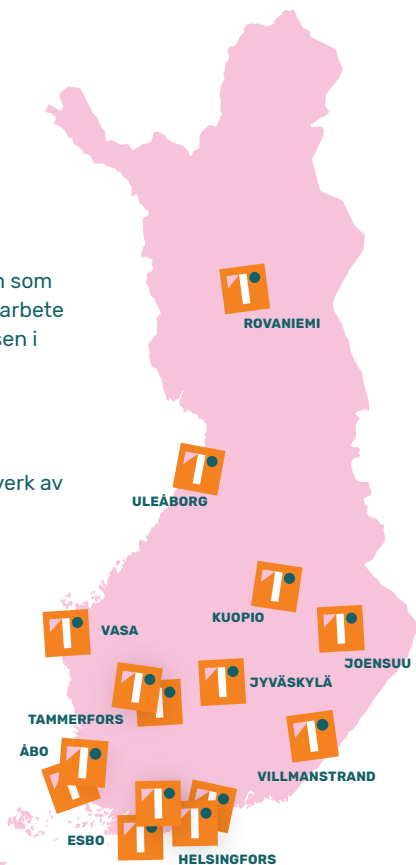 som
arbete
sen i
verk av
ROVANIEMI
ULEÅBORG
KUOPIO
VASA
JOENSUU
JYVÄSKYLÄ
TAMMERFORS
ÅBO
VILLMANSTRAND
ESBO
HELSINGFORS